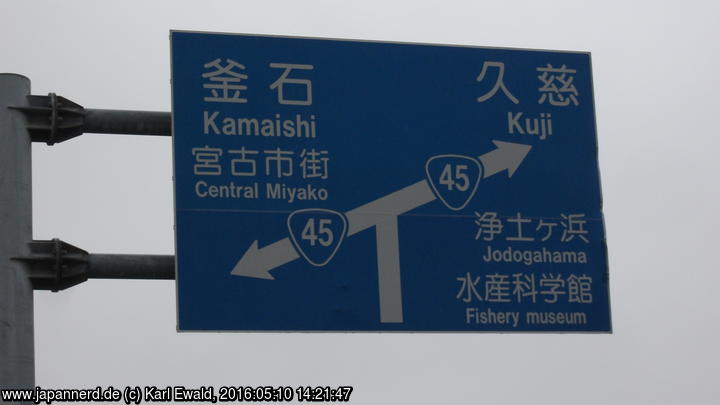 釜石
Kamaishi
宮古市街
Central Miyako
久慈
Kuji
45
45
浄土ヶ浜
Jodogahama
水産科学館
Fishery museum
www.japannerd.de (c) Karl Ewald, 2016:05:10 14:21:47